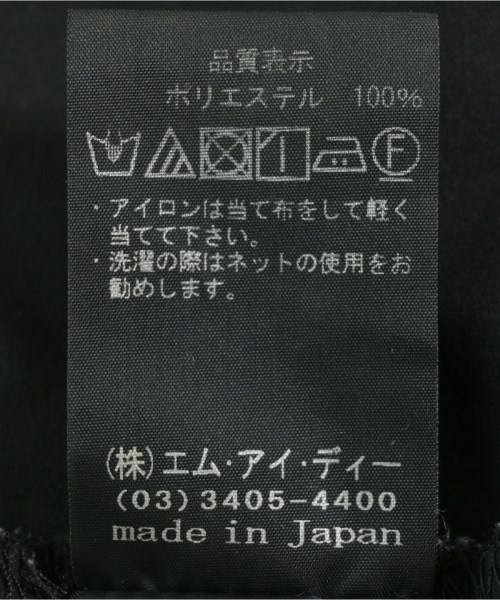 品質表示
ポリエステル 100%
F
・アイロンは当て布をして軽く
当てて下さい。
・洗濯の際はネットの使用をお
勧めします。
(株)エム・アイ・ディー
(03)3405-4400
made in Japan